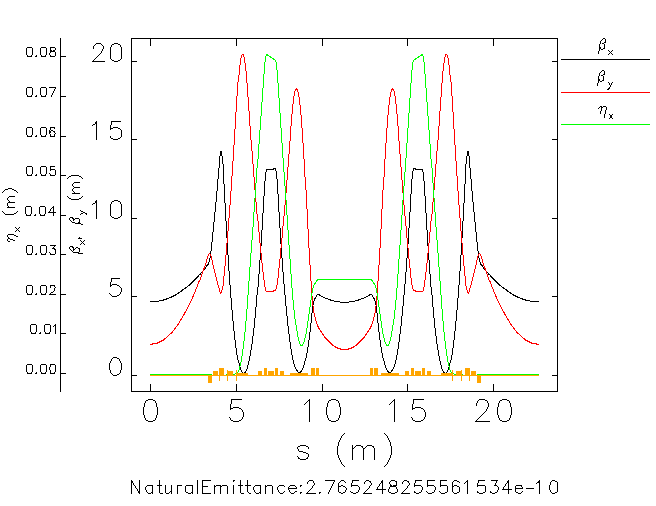 0.08
0.07
0.06
0.05
0.04
0.03
0.02
0.01
0.00
ηx (m)
20
15
10
5
0
βx, βy (m)
βx
βy
ηx
0 5 10 15 20
s (m)
NaturalEmittance:2.765248255561534e-10